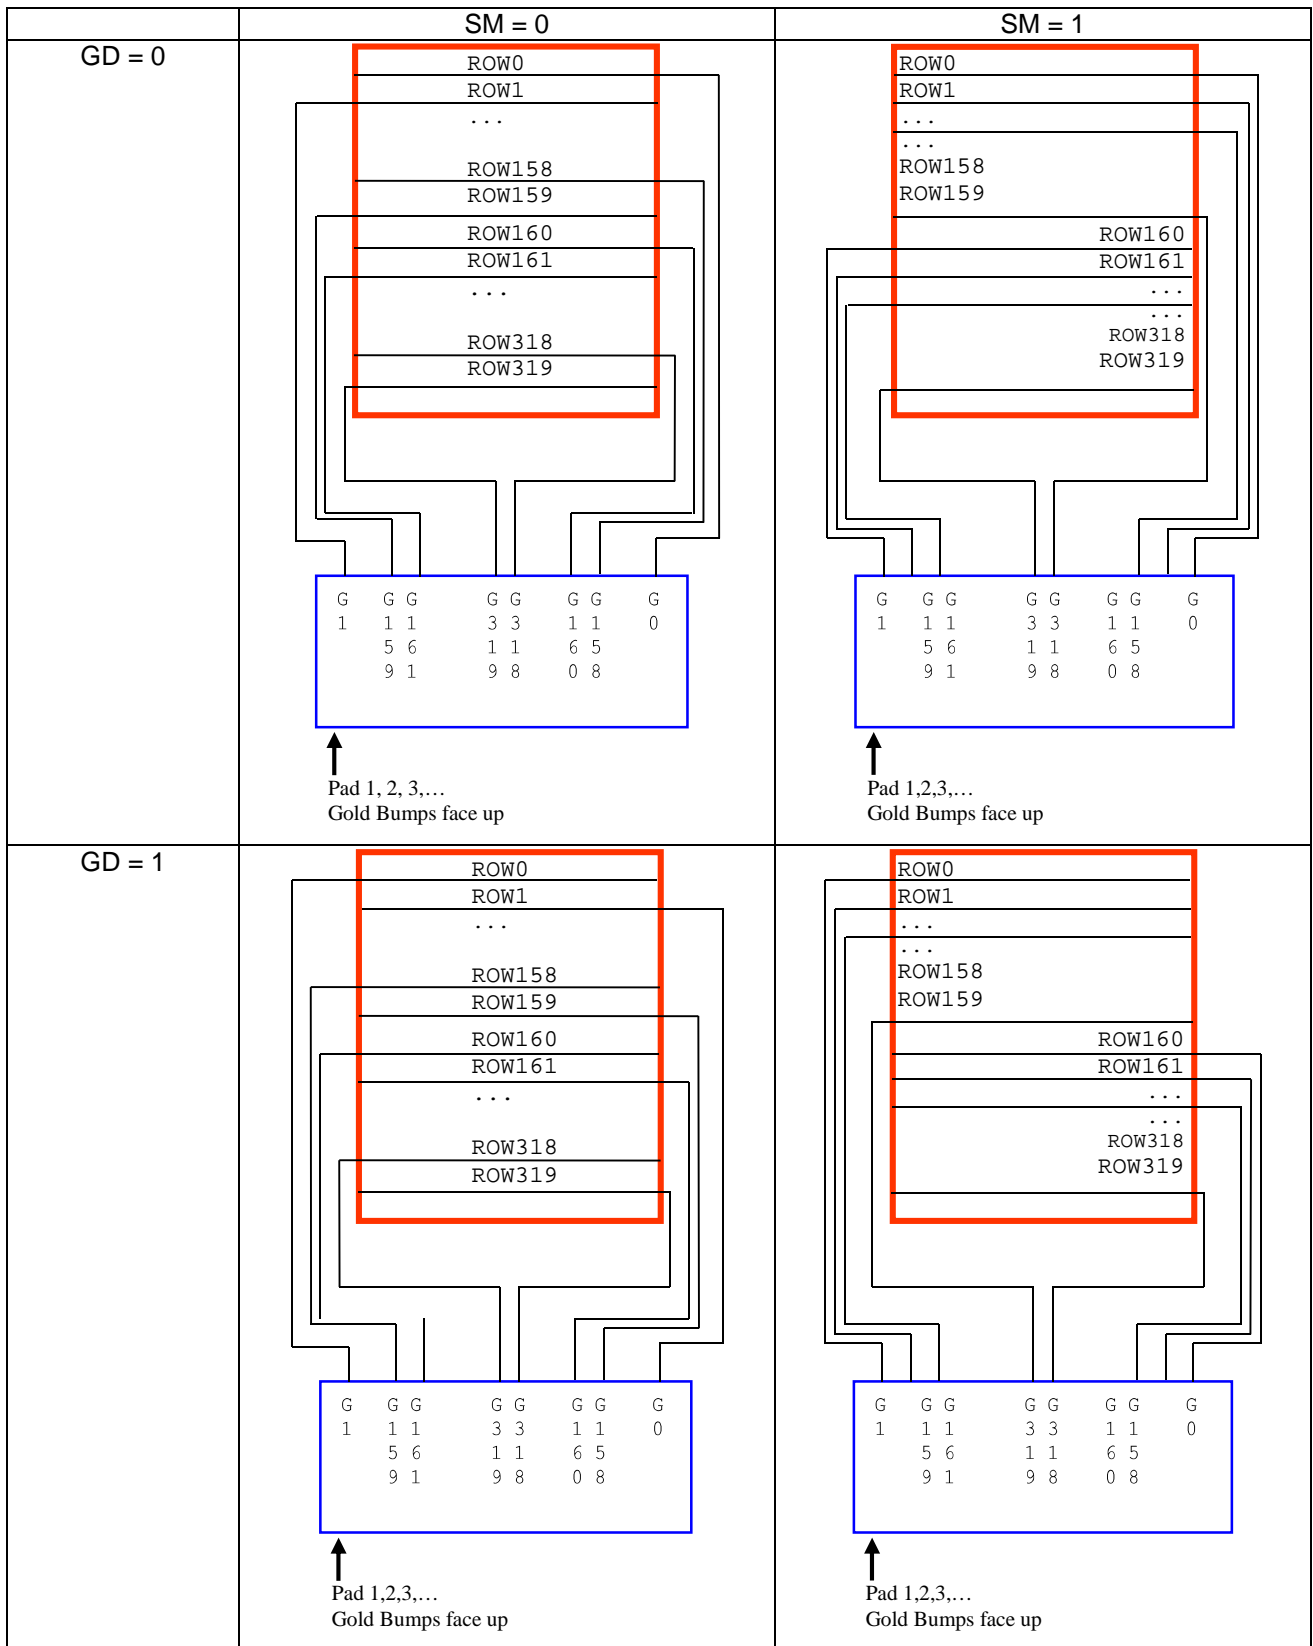 SM = 0
SM = 1
GD = 0
ROW0
ROW1
...
ROW158
ROW159
ROW160
ROW161
...
ROW318
ROW319
G1 G159 G161 G319 G318 G160 G158 G0
Pad 1, 2, 3,…
Gold Bumps face up
ROW0
ROW1
...
...
ROW158
ROW159
ROW160
ROW161
...
...
ROW318
ROW319
G1 G159 G161 G319 G318 G160 G158 G0
Pad 1,2,3,…
Gold Bumps face up
GD = 1
ROW0
ROW1
...
ROW158
ROW159
ROW160
ROW161
...
ROW318
ROW319
G1 G159 G161 G319 G318 G160 G158 G0
Pad 1,2,3,…
Gold Bumps face up
ROW0
ROW1
...
...
ROW158
ROW159
ROW160
ROW161
...
...
ROW318
ROW319
G1 G159 G161 G319 G318 G160 G158 G0
Pad 1,2,3,…
Gold Bumps face up